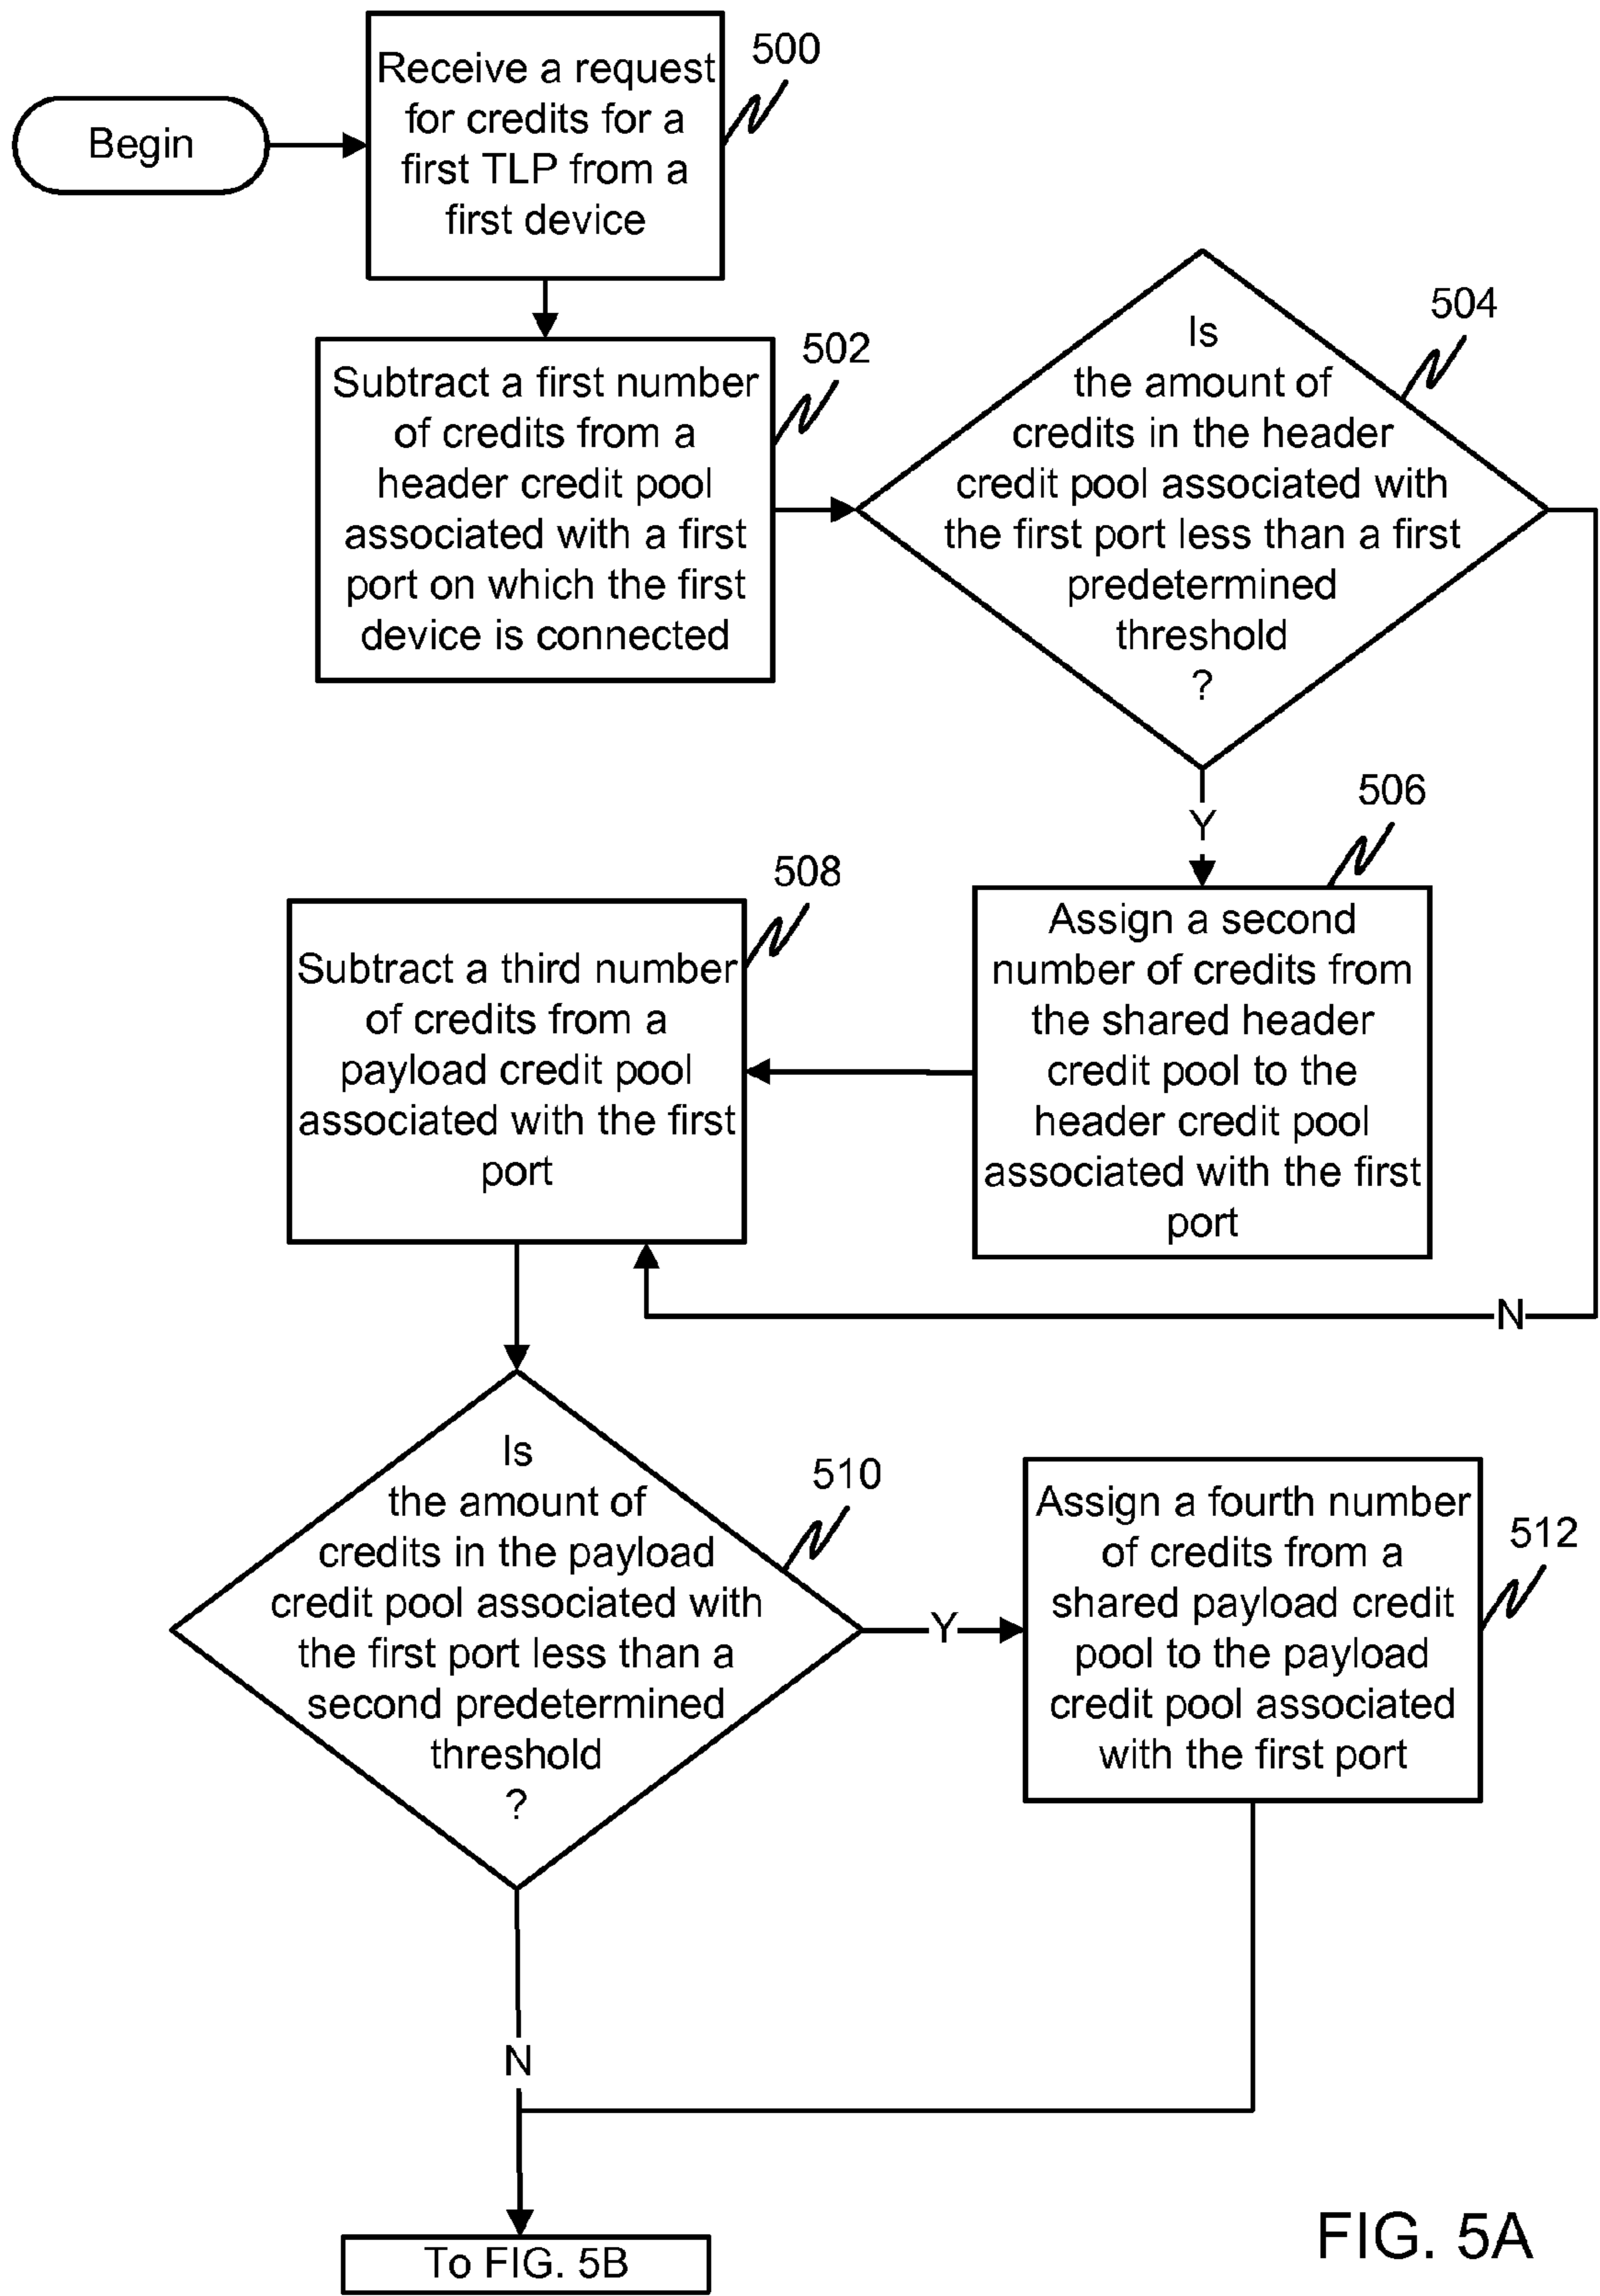 Begin
Receive a request
for credits for a
first TLP from a
first device
500
Subtract a first number
of credits from a
header credit pool
associated with a first
port on which the first
device is connected
502
Is
the amount of
credits in the header
credit pool associated with
the first port less than a first
predetermined
threshold
?
504
Y
N
Assign a second
number of credits from
the shared header
credit pool to the
header credit pool
associated with the first
port
506
Subtract a third number
of credits from a
payload credit pool
associated with the first
port
508
Is
the amount of
credits in the payload
credit pool associated with
the first port less than a
second predetermined
threshold
?
510
Y
N
Assign a fourth number
of credits from a
shared payload credit
pool to the payload
credit pool associated
with the first port
512
To FIG. 5B
FIG. 5A